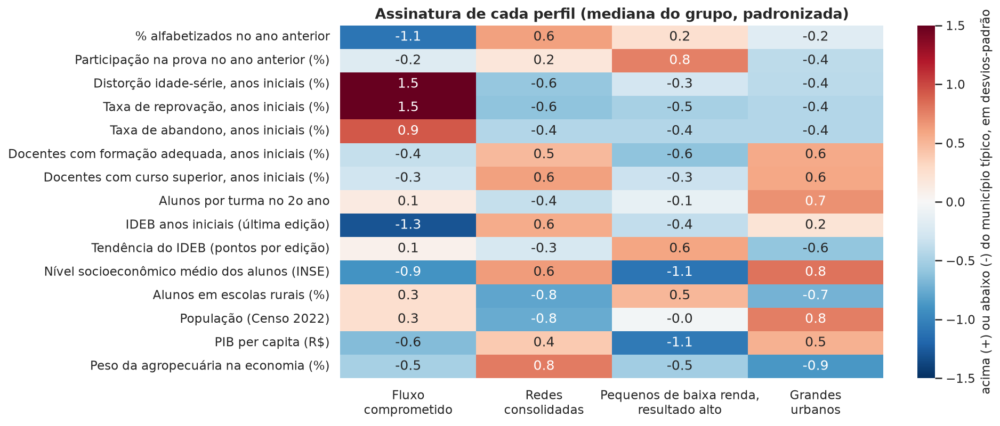 Assinatura de cada perfil (mediana do grupo, padronizada)
% alfabetizados no ano anterior -1.1 0.6 0.2 -0.2
Participação na prova no ano anterior (%) -0.2 0.2 0.8 -0.4
Distorção idade-série, anos iniciais (%) 1.5 -0.6 -0.3 -0.4
Taxa de reprovação, anos iniciais (%) 1.5 -0.6 -0.5 -0.4
Taxa de abandono, anos iniciais (%) 0.9 -0.4 -0.4 -0.4
Docentes com formação adequada, anos iniciais (%) -0.4 0.5 -0.6 0.6
Docentes com curso superior, anos iniciais (%) -0.3 0.6 -0.3 0.6
Alunos por turma no 2o ano 0.1 -0.4 -0.1 0.7
IDEB anos iniciais (última edição) -1.3 0.6 -0.4 0.2
Tendência do IDEB (pontos por edição) 0.1 -0.3 0.6 -0.6
Nível socioeconômico médio dos alunos (INSE) -0.9 0.6 -1.1 0.8
Alunos em escolas rurais (%) 0.3 -0.8 0.5 -0.7
População (Censo 2022) 0.3 -0.8 -0.0 0.8
PIB per capita (R$) -0.6 0.4 -1.1 0.5
Peso da agropecuária na economia (%) -0.5 0.8 -0.5 -0.9
Fluxo
comprometido
Redes
consolidadas
Pequenos de baixa renda,
resultado alto
Grandes
urbanos
1.5
1.0
0.5
0.0
−0.5
−1.0
−1.5
acima (+) ou abaixo (-) do município típico, em desvios-padrão